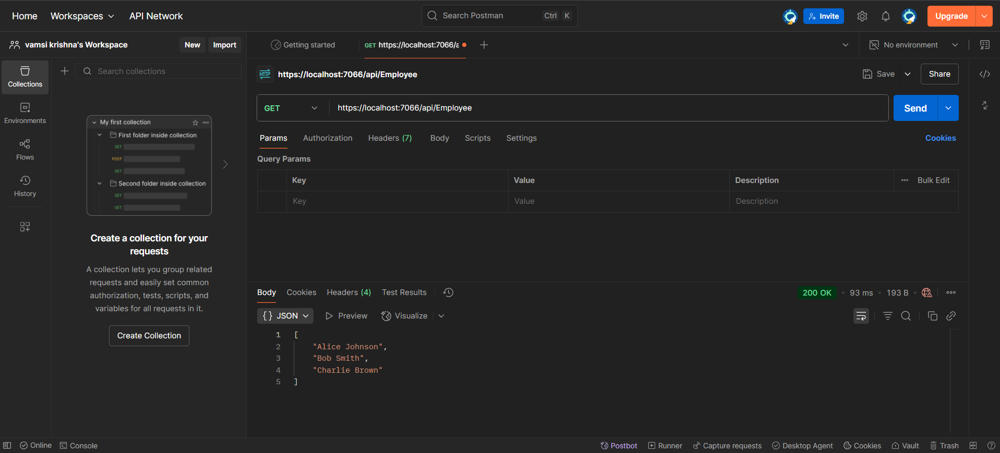 Home Workspaces API Network Search Postman Ctrl K Invite Upgrade
vamsi krishna's Workspace New Import Getting started GET https://localhost:7066/a No environment
Search collections
Collections
Environments
Flows
History
My first collection
First folder inside collection
GET
POST
GET
Second folder inside collection
GET
GET
Create a collection for your
requests
A collection lets you group related
requests and easily set common
authorization, tests, scripts, and
variables for all requests in it.
Create Collection
HTTP https://localhost:7066/api/Employee Save Share
GET https://localhost:7066/api/Employee Send
Params Authorization Headers (7) Body Scripts Settings Cookies
Query Params
Key Value Description Bulk Edit
Key Value Description
Body Cookies Headers (4) Test Results 200 OK • 93 ms • 193 B •
{} JSON Preview Visualize
1 [
2 "Alice Johnson",
3 "Bob Smith",
4 "Charlie Brown"
5 ]
Online Console Postbot Runner Capture requests Desktop Agent Cookies Vault Trash